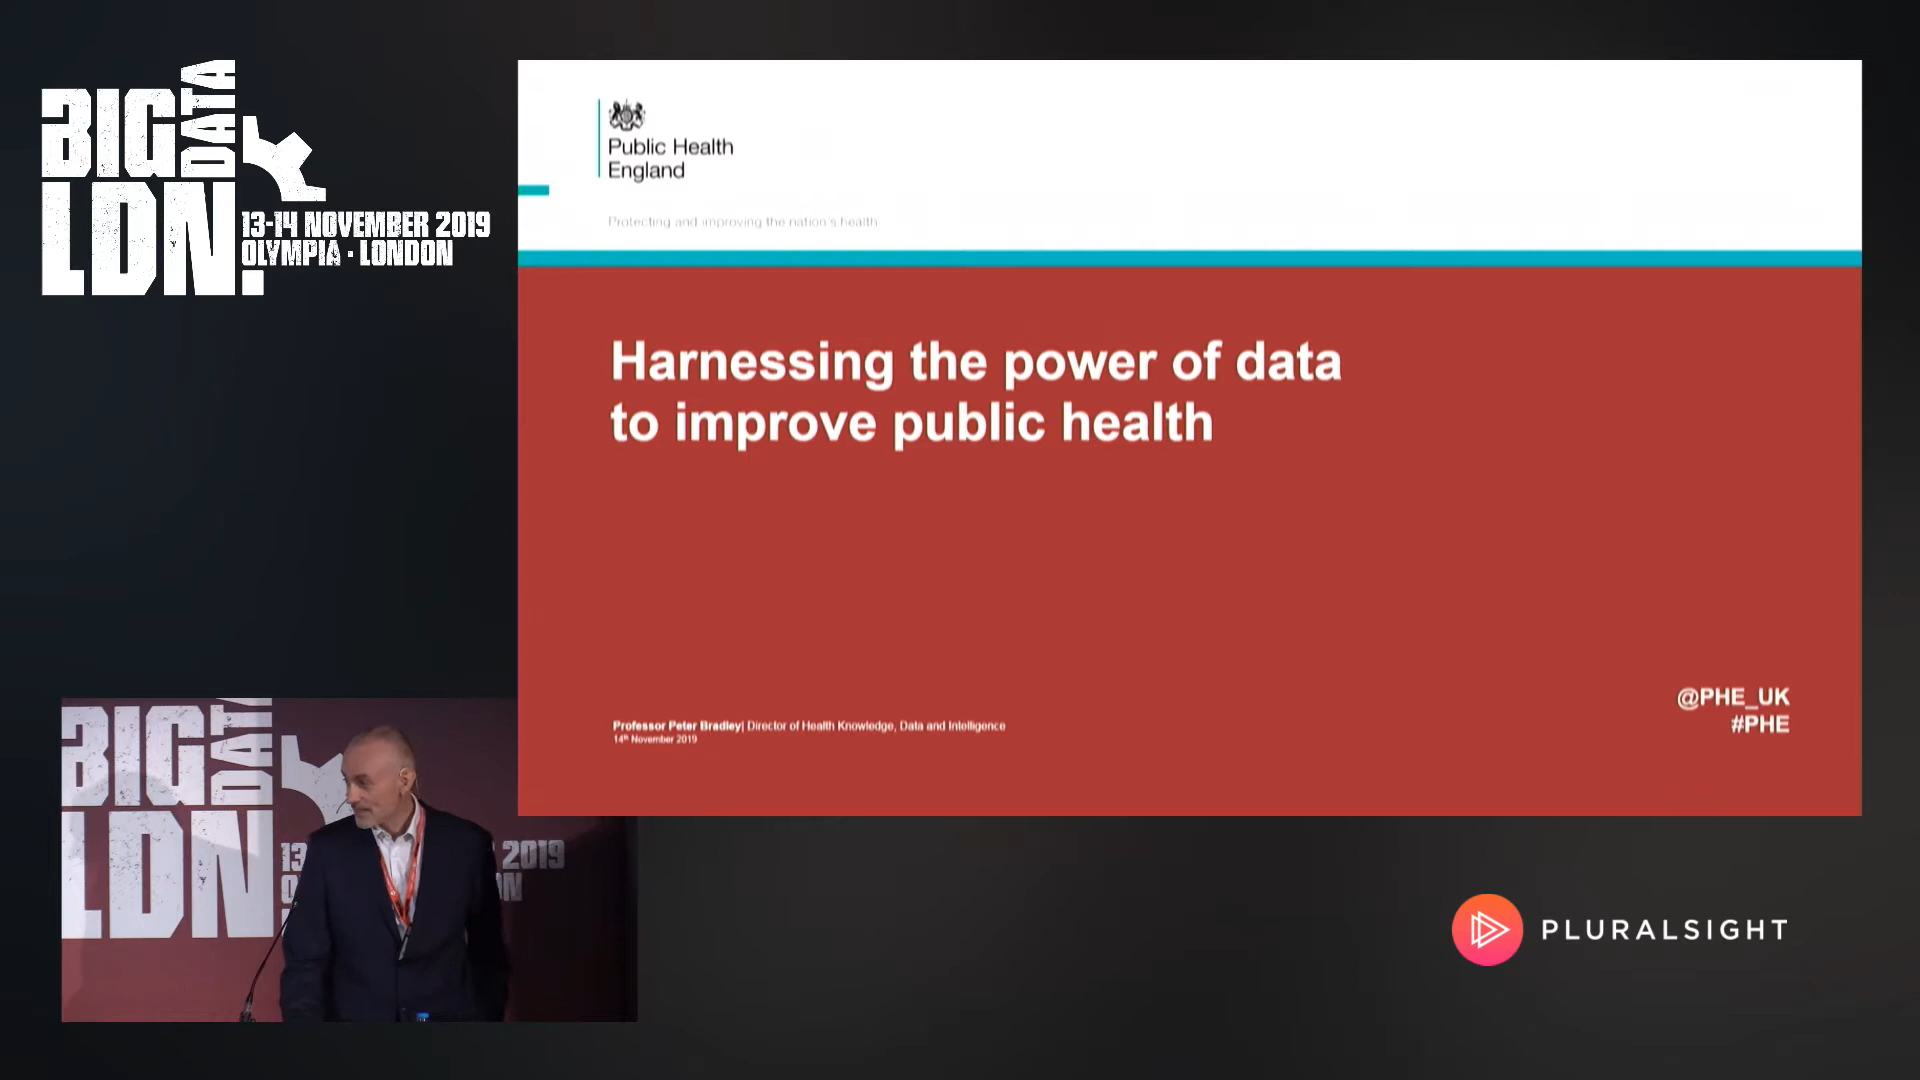 BIG DATA
LDN.
13-14 NOVEMBER 2019
OLYMPIA · LONDON
Public Health
England
Protecting and improving the nation's health
Harnessing the power of data
to improve public health
Professor Peter Bradley| Director of Health Knowledge, Data and Intelligence
14th November 2019
@PHE_UK
#PHE
BIG DATA
LDN
13
2019
PLURALSIGHT